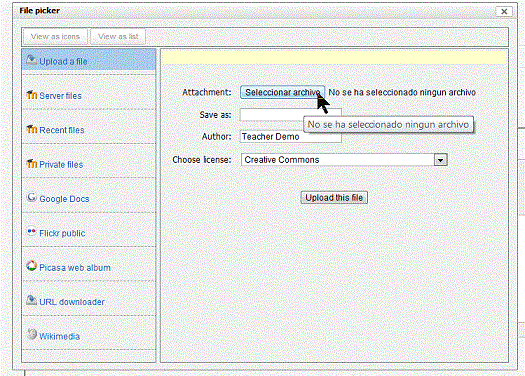 File picker
View as icons View as list
Upload a file
Server files
Recent files
Private files
Google Docs
Flickr public
Picasa web album
URL downloader
Wikimedia
Attachment: Seleccionar archivo No se ha seleccionado ningun archivo
Save as:
No se ha seleccionado ningun archivo
Author: Teacher Demo
Choose license: Creative Commons
Upload this file